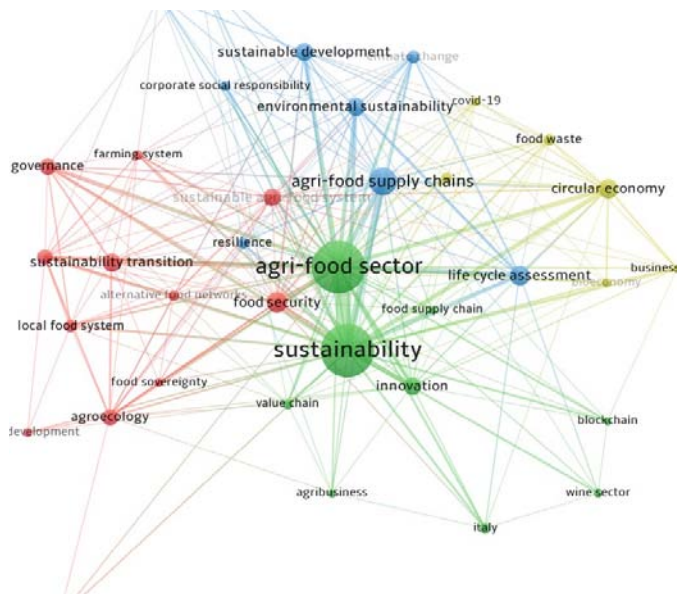 sustainable development
climate change
corporate social responsibility
environmental sustainability
covid-19
food waste
farming system
governance
agri-food supply chains
circular economy
sustainable agri-food system
resilience
sustainability transition
agri-food sector
life cycle assessment
business
bioeconomy
alternative food networks
food security
food supply chain
local food system
sustainability
food sovereignty
innovation
value chain
agroecology
blockchain
development
agribusiness
wine sector
italy